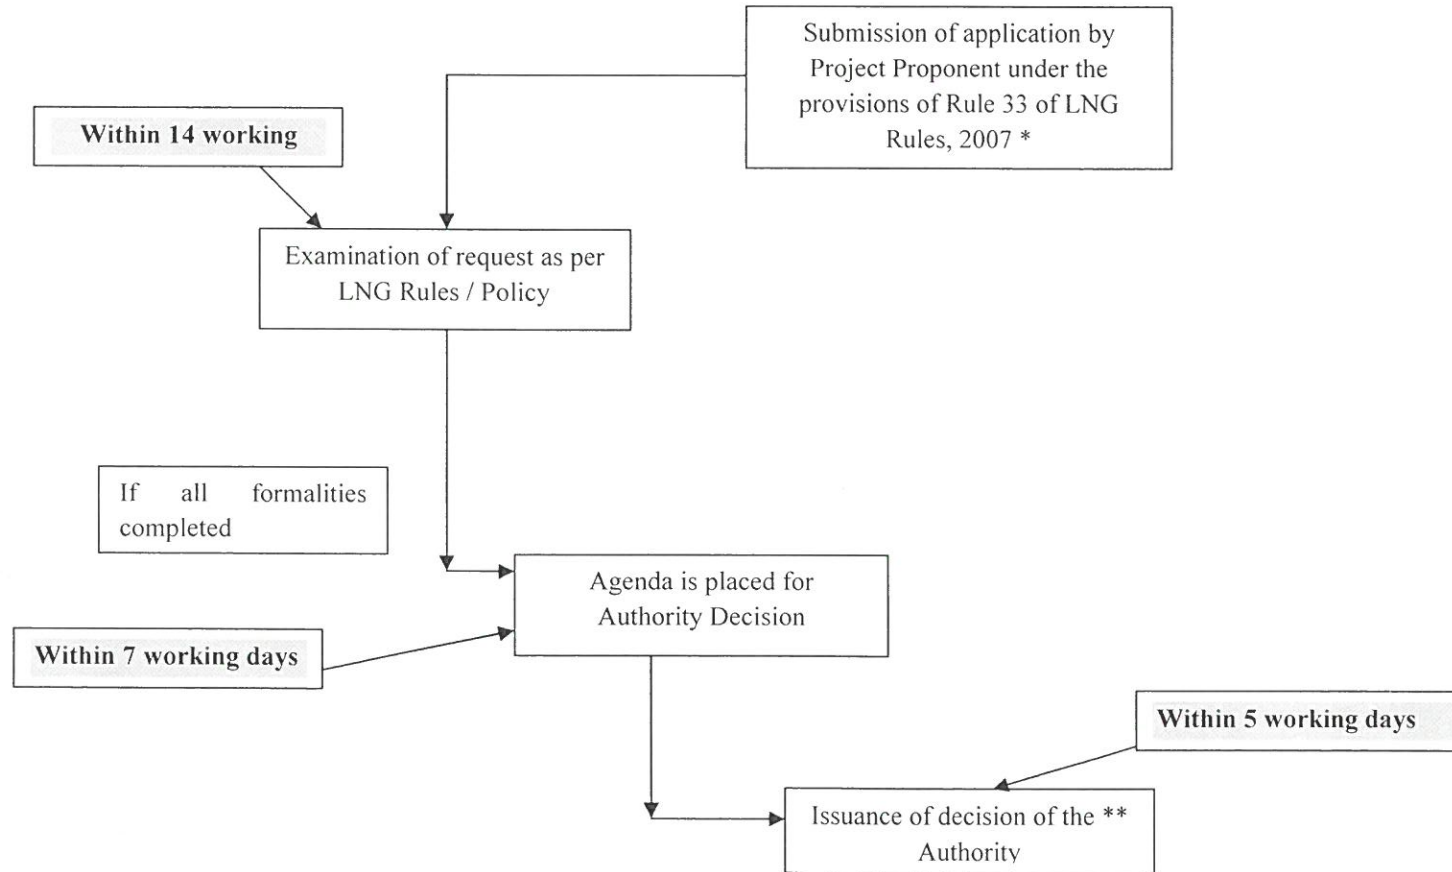 Submission of application by
Project Proponent under the
provisions of Rule 33 of LNG
Rules, 2007 *
Within 14 working
Examination of request as per
LNG Rules / Policy
If all formalities
completed
Agenda is placed for
Authority Decision
Within 7 working days
Within 5 working days
Issuance of decision of the **
Authority